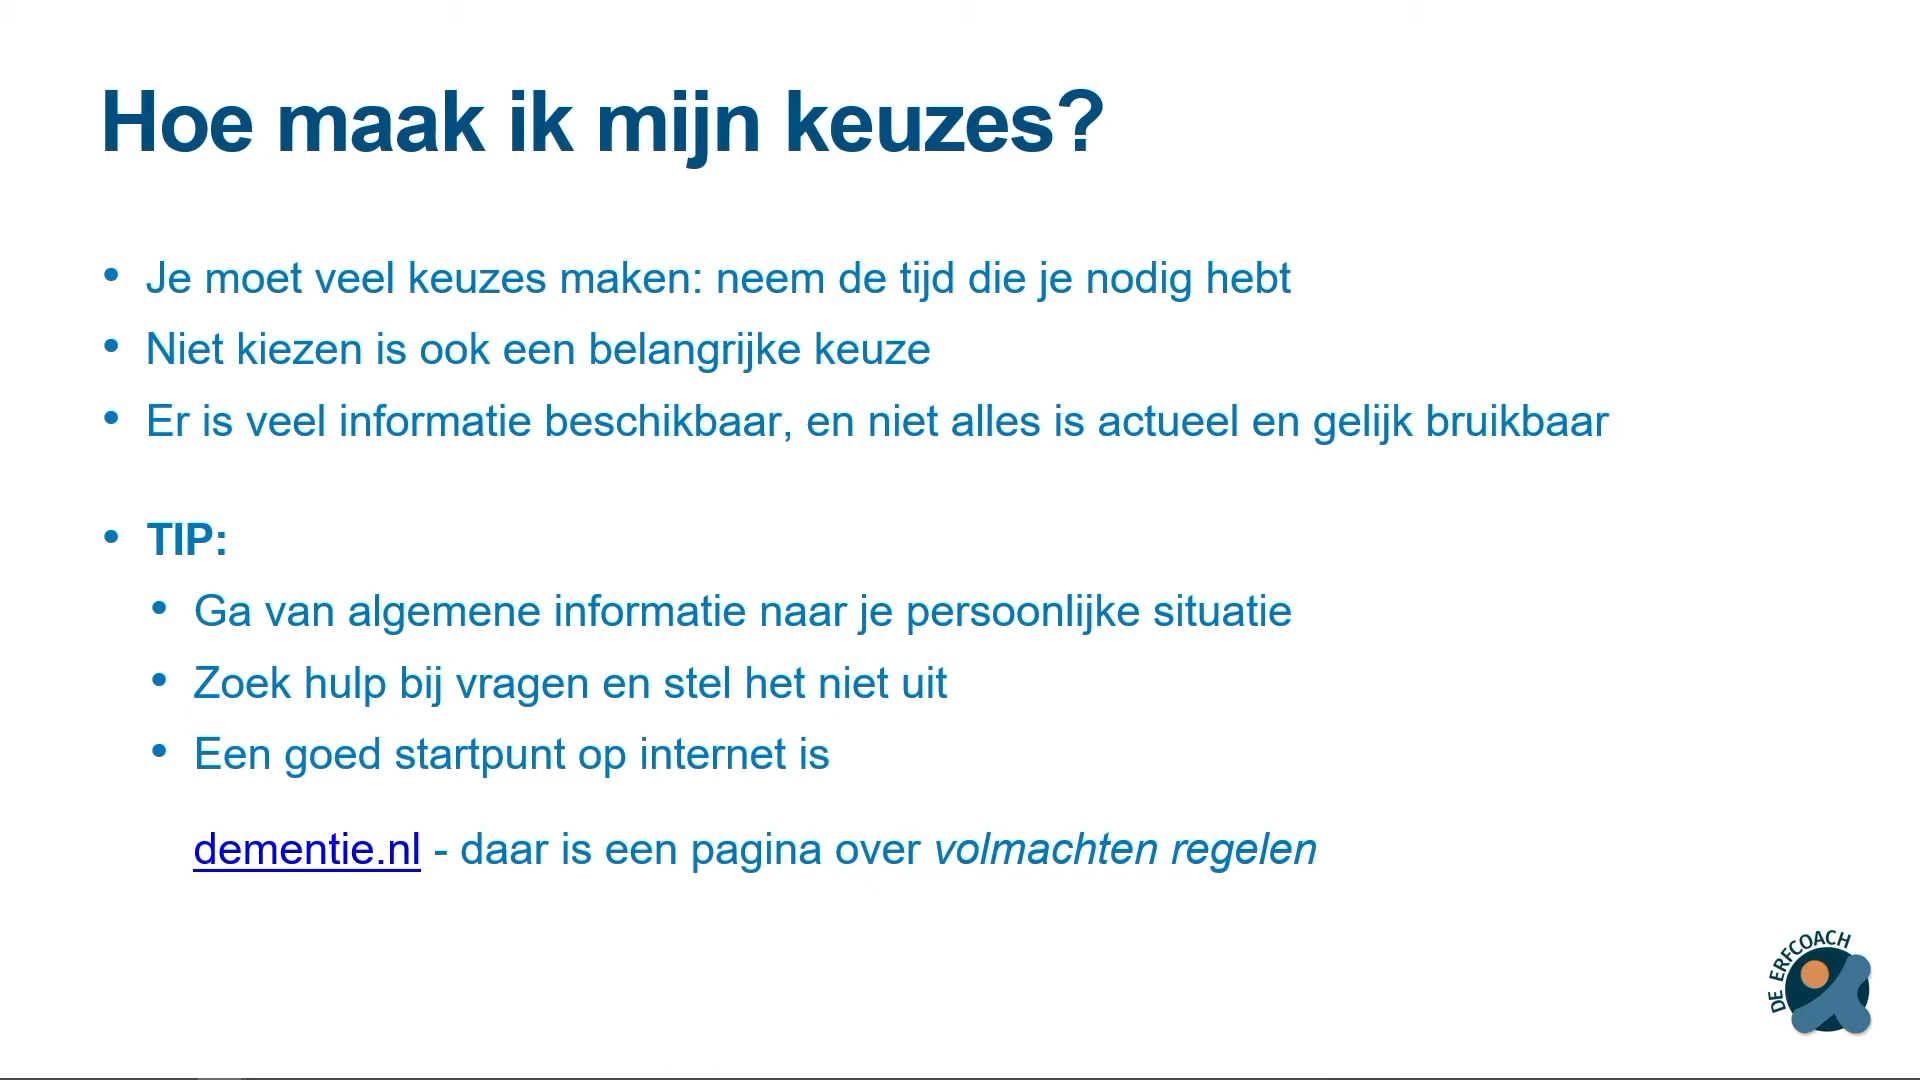 Hoe maak ik mijn keuzes?
• Je moet veel keuzes maken: neem de tijd die je nodig hebt
• Niet kiezen is ook een belangrijke keuze
• Er is veel informatie beschikbaar, en niet alles is actueel en gelijk bruikbaar
• TIP:
• Ga van algemene informatie naar je persoonlijke situatie
• Zoek hulp bij vragen en stel het niet uit
• Een goed startpunt op internet is
dementie.nl - daar is een pagina over volmachten regelen
DE ERFCOACH